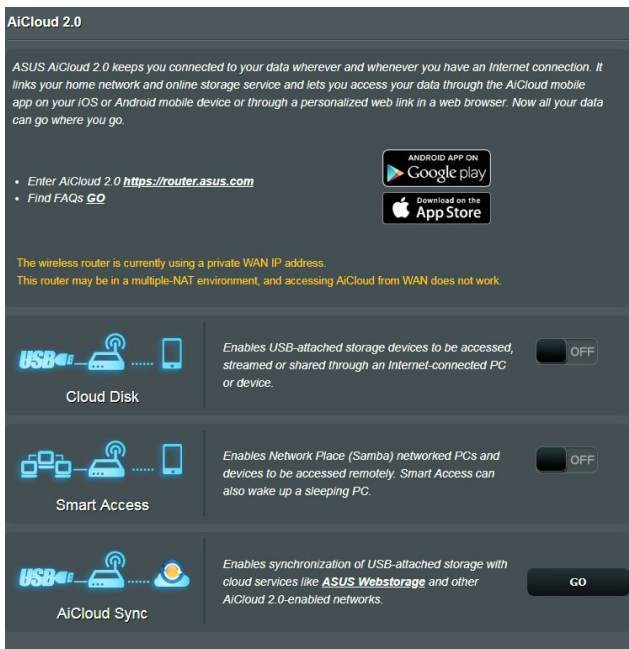 AiCloud 2.0
ASUS AiCloud 2.0 keeps you connected to your data wherever and whenever you have an Internet connection. It
links your home network and online storage service and lets you access your data through the AiCloud mobile
app on your iOS or Android mobile device or through a personalized web link in a web browser. Now all your data
can go where you go.
ANDROID APP ON
Google play
• Enter AiCloud 2.0 https://router.asus.com
• Find FAQs GO
Download on the
App Store
The wireless router is currently using a private WAN IP address.
This router may be in a multiple-NAT environment, and accessing AiCloud from WAN does not work.
USB
Cloud Disk
Enables USB-attached storage devices to be accessed,
streamed or shared through an Internet-connected PC
or device.
OFF
Smart Access
Enables Network Place (Samba) networked PCs and
devices to be accessed remotely. Smart Access can
also wake up a sleeping PC.
OFF
USB
AiCloud Sync
Enables synchronization of USB-attached storage with
cloud services like ASUS Webstorage and other
AiCloud 2.0-enabled networks.
GO